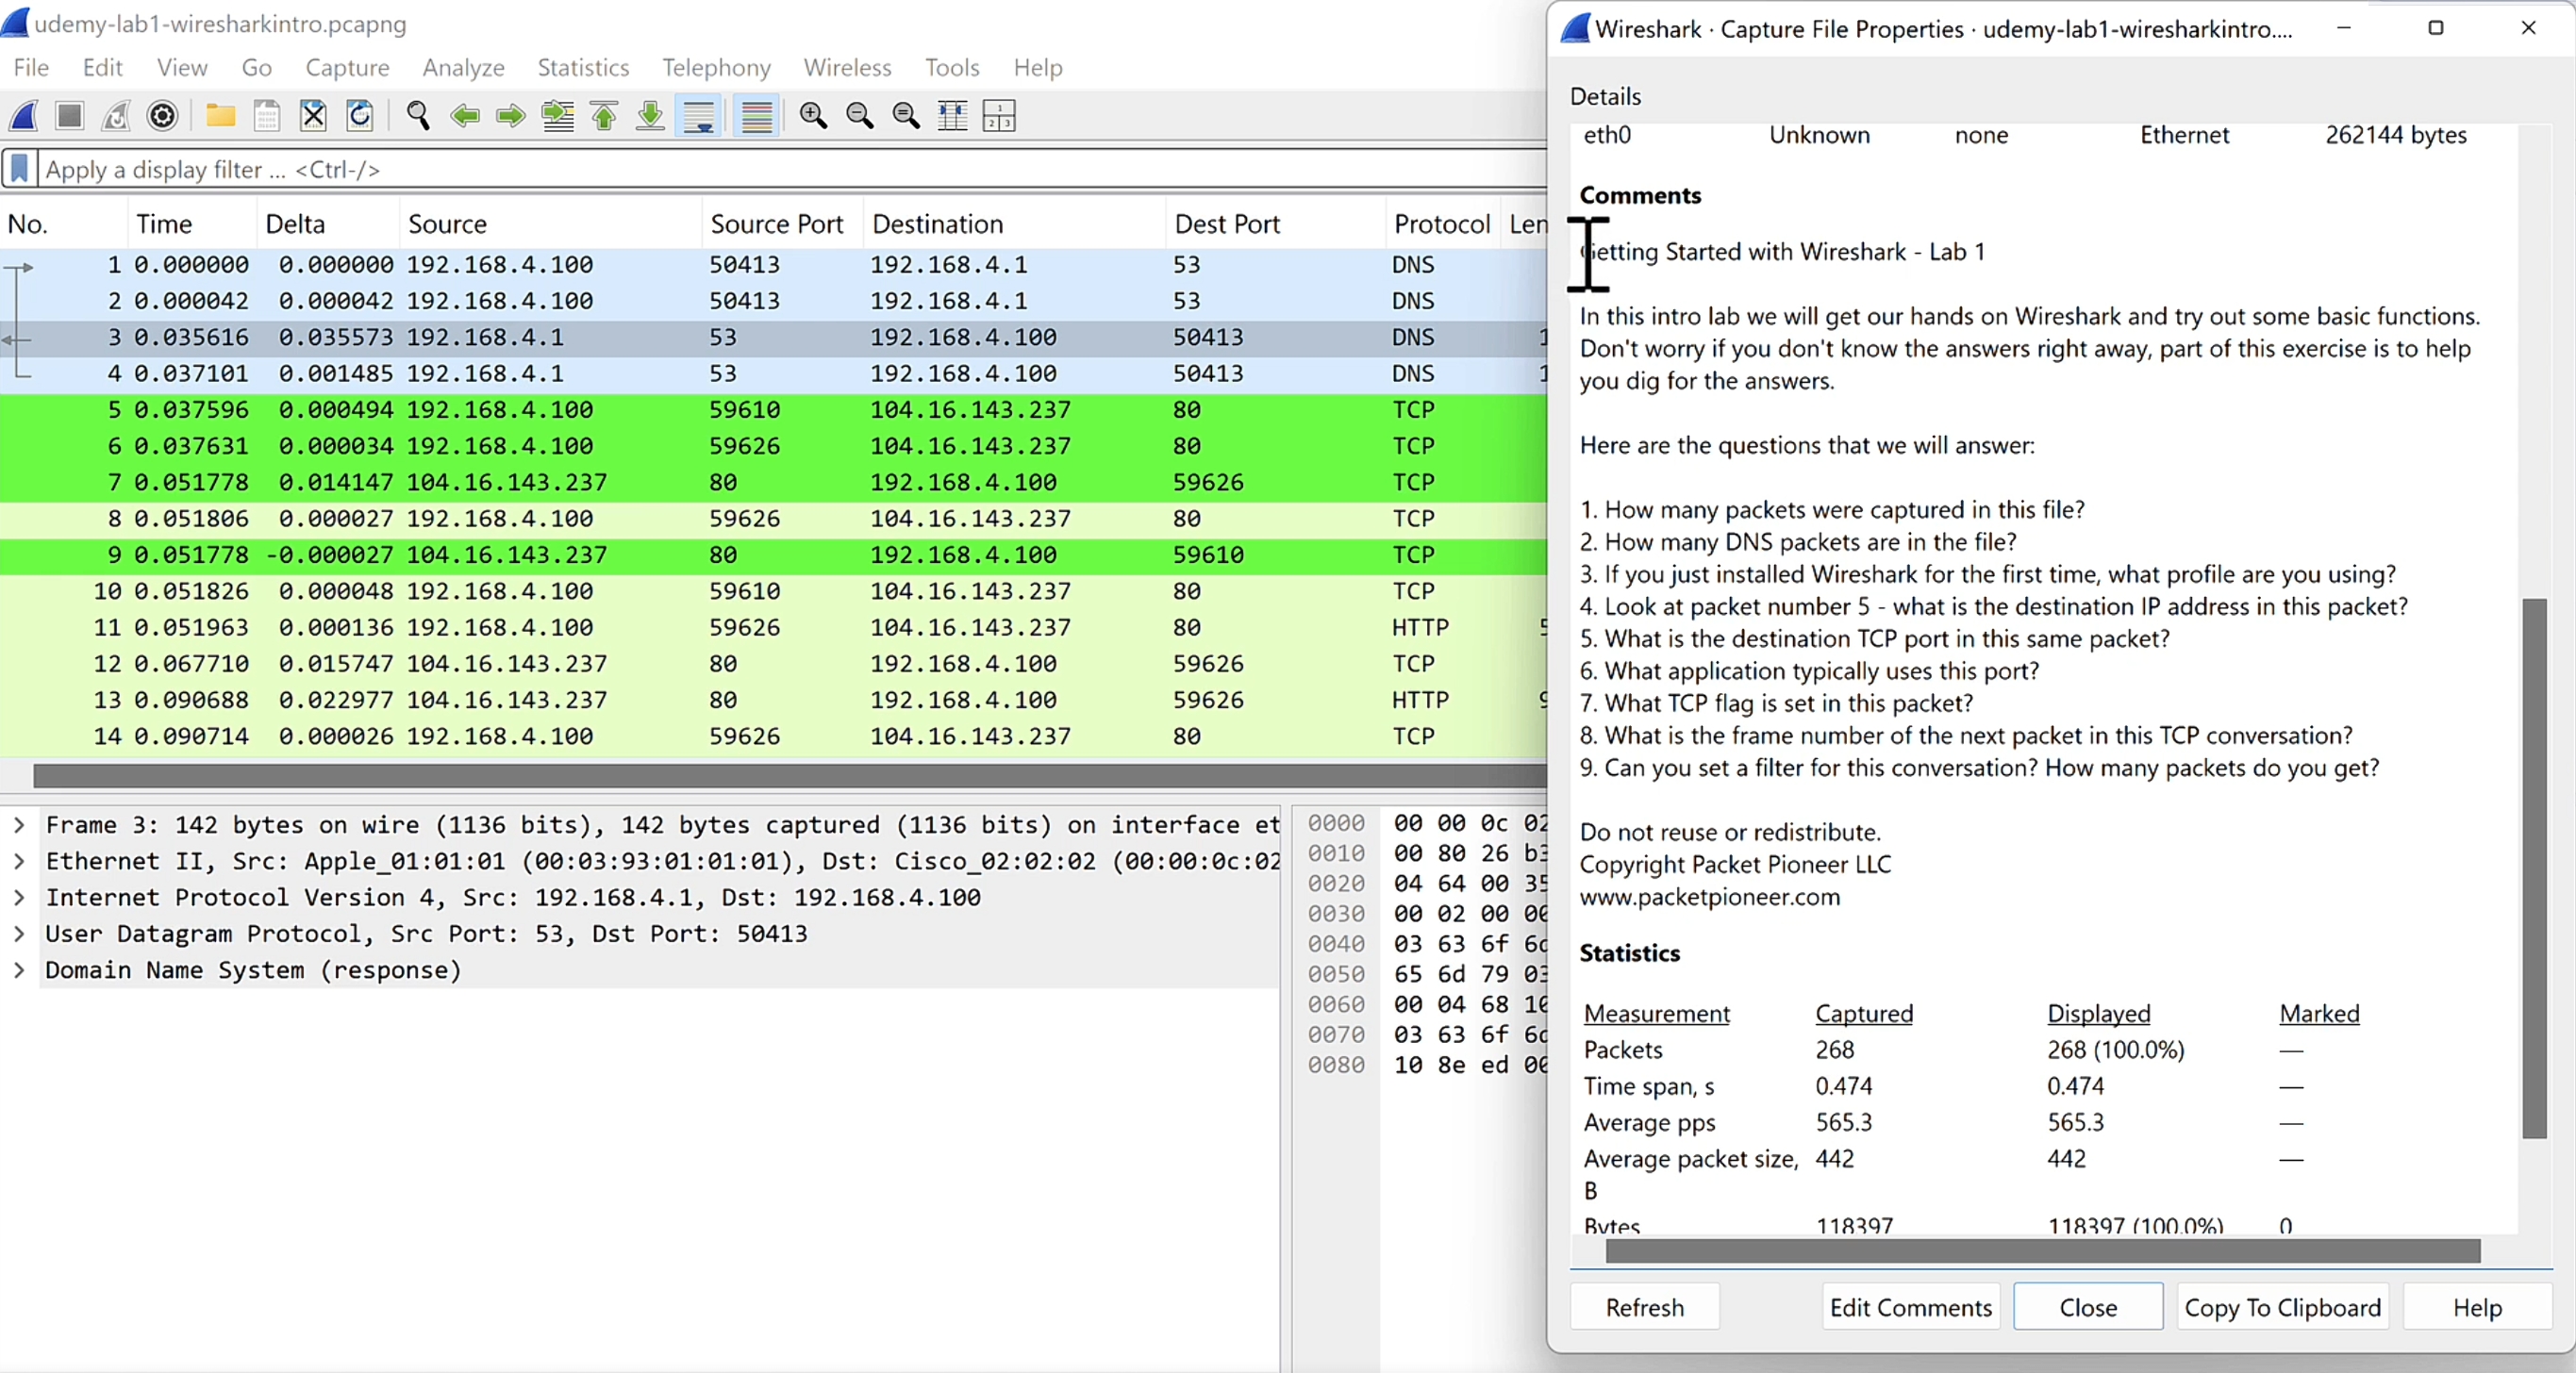 udemy-lab1-wiresharkintro.pcapng
File Edit View Go Capture Analyze Statistics Telephony Wireless Tools Help
Apply a display filter ... <Ctrl-/>
No. Time Delta Source Source Port Destination Dest Port Protocol Len
1 0.000000 0.000000 192.168.4.100 50413 192.168.4.1 53 DNS
2 0.000042 0.000042 192.168.4.100 50413 192.168.4.1 53 DNS
3 0.035616 0.035573 192.168.4.1 53 192.168.4.100 50413 DNS 1
4 0.037101 0.001485 192.168.4.1 53 192.168.4.100 50413 DNS 1
5 0.037596 0.000494 192.168.4.100 59610 104.16.143.237 80 TCP
6 0.037631 0.000034 192.168.4.100 59626 104.16.143.237 80 TCP
7 0.051778 0.014147 104.16.143.237 80 192.168.4.100 59626 TCP
8 0.051806 0.000027 192.168.4.100 59626 104.16.143.237 80 TCP
9 0.051778 -0.000027 104.16.143.237 80 192.168.4.100 59610 TCP
10 0.051826 0.000048 192.168.4.100 59610 104.16.143.237 80 TCP
11 0.051963 0.000136 192.168.4.100 59626 104.16.143.237 80 HTTP 5
12 0.067710 0.015747 104.16.143.237 80 192.168.4.100 59626 TCP
13 0.090688 0.022977 104.16.143.237 80 192.168.4.100 59626 HTTP 9
14 0.090714 0.000026 192.168.4.100 59626 104.16.143.237 80 TCP
Frame 3: 142 bytes on wire (1136 bits), 142 bytes captured (1136 bits) on interface et
Ethernet II, Src: Apple_01:01:01 (00:03:93:01:01:01), Dst: Cisco_02:02:02 (00:00:0c:02
Internet Protocol Version 4, Src: 192.168.4.1, Dst: 192.168.4.100
User Datagram Protocol, Src Port: 53, Dst Port: 50413
Domain Name System (response)
0000 00 00 0c 02
0010 00 80 26 b3
0020 04 64 00 35
0030 00 02 00 00
0040 03 63 6f 6d
0050 65 6d 79 03
0060 00 04 68 10
0070 03 63 6f 6d
0080 10 8e ed 00
Wireshark · Capture File Properties · udemy-lab1-wiresharkintro....
Details
eth0 Unknown none Ethernet 262144 bytes
Comments
Getting Started with Wireshark - Lab 1
In this intro lab we will get our hands on Wireshark and try out some basic functions.
Don't worry if you don't know the answers right away, part of this exercise is to help
you dig for the answers.
Here are the questions that we will answer:
1. How many packets were captured in this file?
2. How many DNS packets are in the file?
3. If you just installed Wireshark for the first time, what profile are you using?
4. Look at packet number 5 - what is the destination IP address in this packet?
5. What is the destination TCP port in this same packet?
6. What application typically uses this port?
7. What TCP flag is set in this packet?
8. What is the frame number of the next packet in this TCP conversation?
9. Can you set a filter for this conversation? How many packets do you get?
Do not reuse or redistribute.
Copyright Packet Pioneer LLC
www.packetpioneer.com
Statistics
Measurement Captured Displayed Marked
Packets 268 268 (100.0%) —
Time span, s 0.474 0.474 —
Average pps 565.3 565.3 —
Average packet size, 442 442 —
B
Bytes 118397 118397 (100.0%) 0
Refresh Edit Comments Close Copy To Clipboard Help